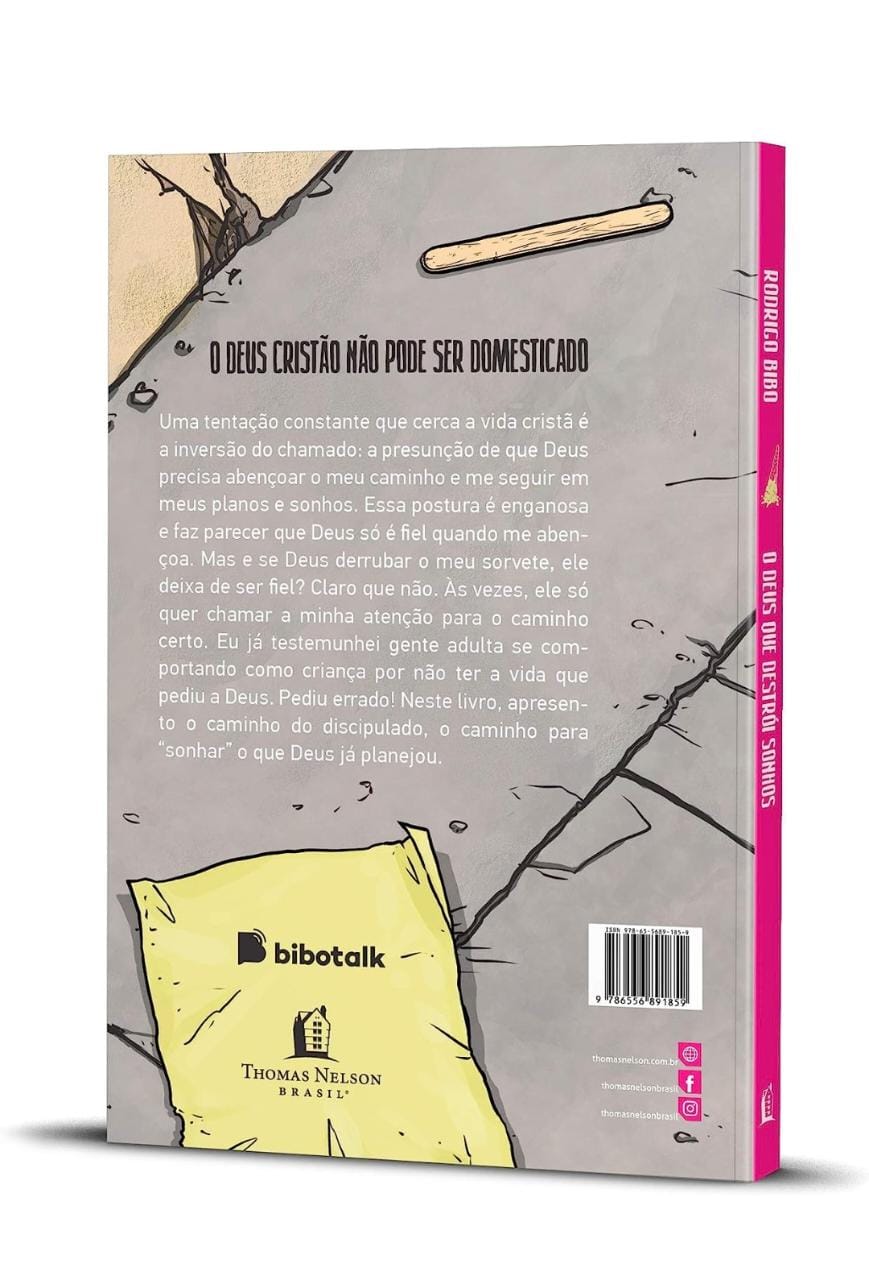 O DEUS CRISTÃO NÃO PODE SER DOMESTICADO
Uma tentação constante que cerca a vida cristã é
a inversão do chamado: a presunção de que Deus
precisa abençoar o meu caminho e me seguir em
meus planos e sonhos. Essa postura é enganosa
e faz parecer que Deus só é fiel quando me aben-
çoa. Mas e se Deus derrubar o meu sorvete, ele
deixa de ser fiel? Claro que não. Às vezes, ele só
quer chamar a minha atenção para o caminho
certo. Eu já testemunhei gente adulta se com-
portando como criança por não ter a vida que
pediu a Deus. Pediu errado! Neste livro, apresen-
to o caminho do discipulado, o caminho para
“sonhar” o que Deus já planejou.
bibotalk
THOMAS NELSON
BRASIL®
ISBN 978-65-5689-185-9
9 786556 891859
thomasnelson.com.br
thomasnelsonbrasil
thomasnelsonbrasil
RODRIGO BIBO
O DEUS QUE DESTRÓI SONHOS